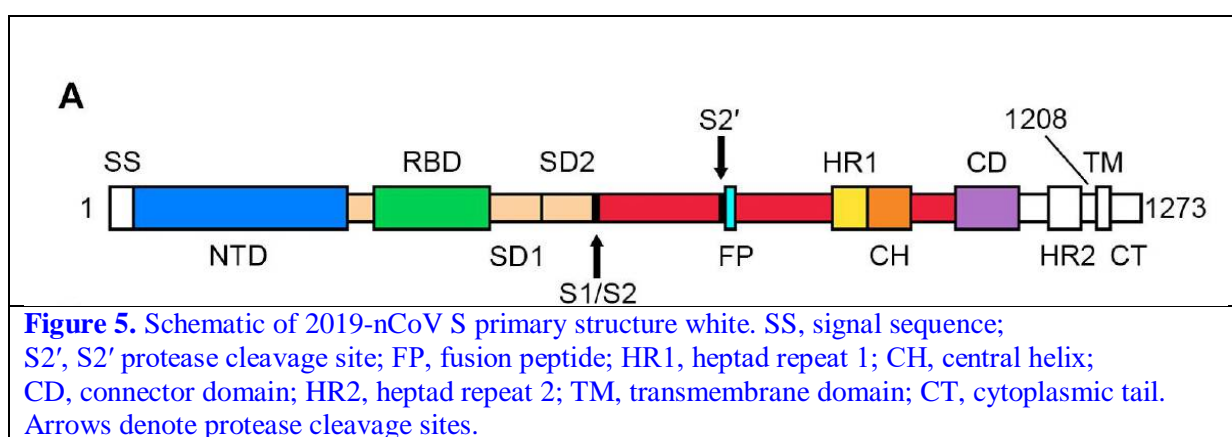 A
S2′ 1208
SS RBD SD2 HR1 CD TM
1 1273
NTD SD1 FP CH HR2 CT
S1/S2
Figure 5. Schematic of 2019-nCoV S primary structure white. SS, signal sequence;
S2′, S2′ protease cleavage site; FP, fusion peptide; HR1, heptad repeat 1; CH, central helix;
CD, connector domain; HR2, heptad repeat 2; TM, transmembrane domain; CT, cytoplasmic tail.
Arrows denote protease cleavage sites.